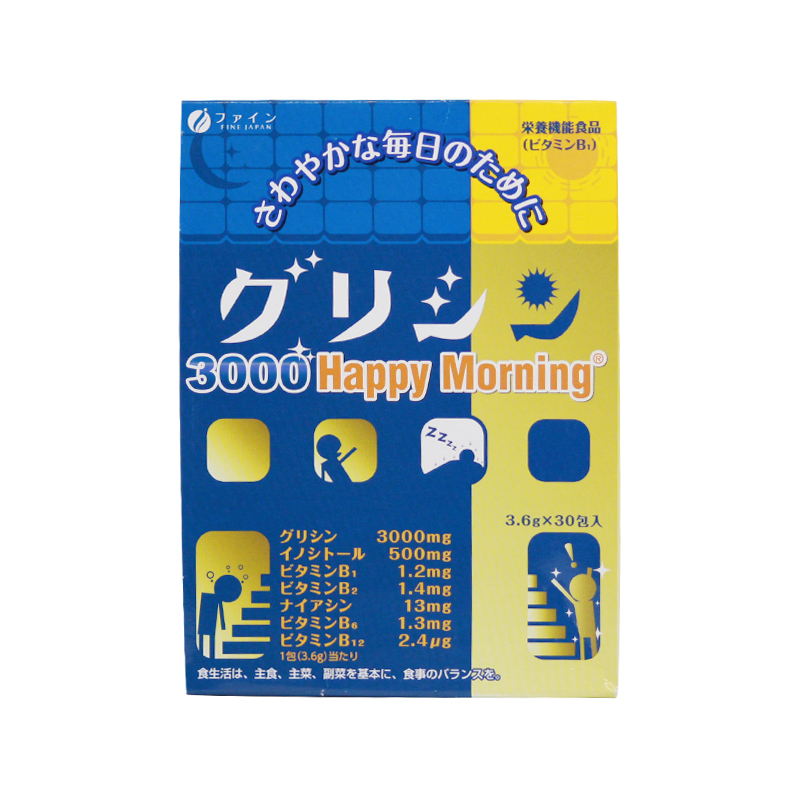 ファイン
FINE JAPAN
栄養機能食品
(ビタミンB₁)
さわやかな毎日のために
グリシン
3000 Happy Morning®
zzzz
3.6g×30包入
グリシン 3000mg
イノシトール 500mg
ビタミンB₁ 1.2mg
ビタミンB₂ 1.4mg
ナイアシン 13mg
ビタミンB₆ 1.3mg
ビタミンB₁₂ 2.4μg
1包(3.6g)当たり
!
食生活は、主食、主菜、副菜を基本に、食事のバランスを。